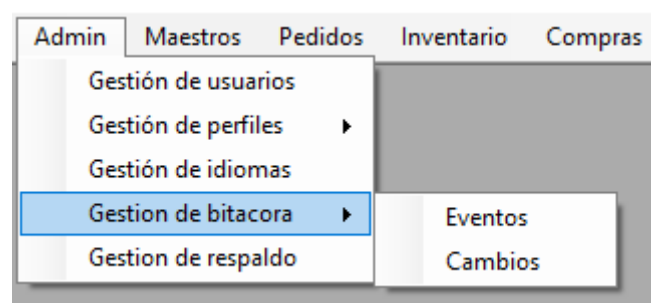 Admin Maestros Pedidos Inventario Compras
Gestión de usuarios
Gestión de perfiles
Gestión de idiomas
Gestion de bitacora
Eventos
Gestion de respaldo
Cambios